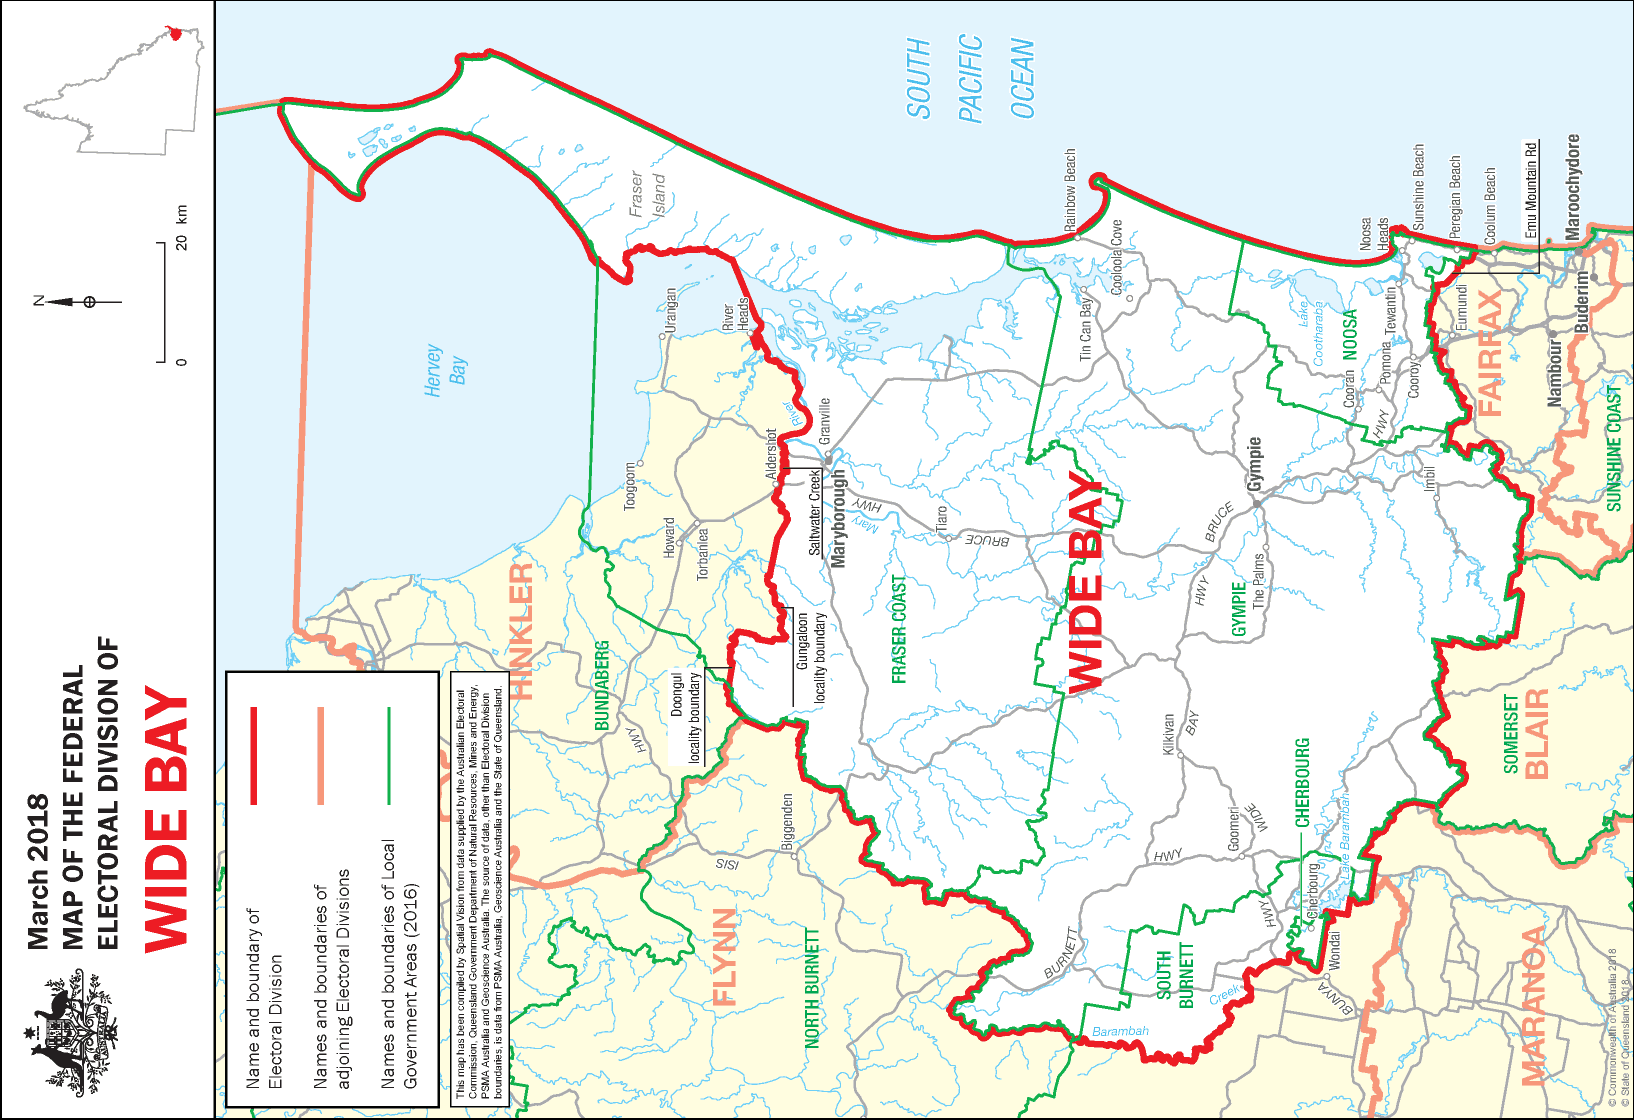 March 2018
MAP OF THE FEDERAL
ELECTORAL DIVISION OF
WIDE BAY
N
0
20 km
Name and boundary of
Electoral Division
Names and boundaries of
adjoining Electoral Divisions
Names and boundaries of Local
Government Areas (2016)
This map has been compiled by Spatial Vision from data supplied by the Australian Electoral
Commission, Queensland Government Department of Natural Resources, Mines and Energy,
PSMA Australia and Geoscience Australia. The source of data, other than Electoral Division
boundaries, is data from PSMA Australia, Geoscience Australia and the State of Queensland.
SOUTH
PACIFIC
OCEAN
Hervey
Bay
Fraser
Island
HINKLER
BUNDABERG
HWY
Urangan
River
Heads
Toogoom
Howard
Torbanlea
Aldershot
River
Granville
Saltwater Creek
Maryborough
HWY
Mary
Doongul
locality boundary
Gungaloon
locality boundary
Biggenden
ISIS
FLYNN
NORTH BURNETT
FRASER COAST
Tiaro
BRUCE
Rainbow Beach
Cooloola Cove
Tin Can Bay
WIDE BAY
Gympie
BRUCE
HWY
The Palms
GYMPIE
Kilkivan
BAY
WIDE
HWY
Goomeri
BURNETT
HWY
SOUTH
BURNETT
Creek
Barambah
CHERBOURG
Cherbourg
Lake Barambah
Wondai
BUNYA
Lake
Cootharaba
NOOSA
Noosa
Heads
Sunshine Beach
Peregian Beach
Coolum Beach
Emu Mountain Rd
Maroochydore
Tewantin
Pomona
Cooran
Cooroy
HWY
Eumundi
FAIRFAX
Buderim
Nambour
SUNSHINE COAST
Imbil
SOMERSET
BLAIR
MARANOA
© Commonwealth of Australia 2018
© State of Queensland 2018